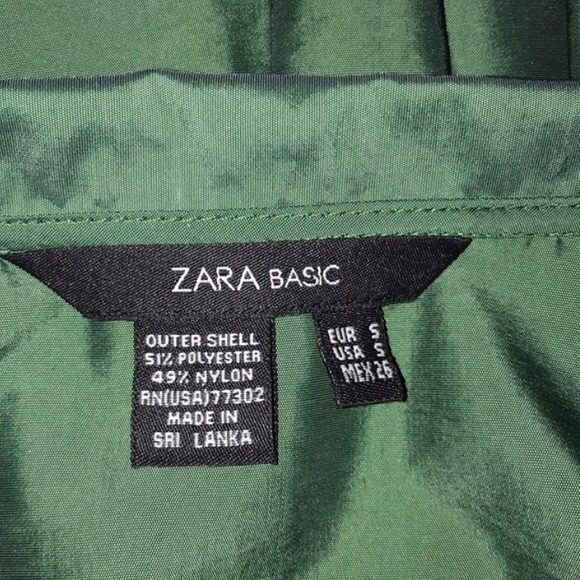 ZARA BASIC
OUTER SHELL
51% POLYESTER
49% NYLON
RN(USA)77302
MADE IN
SRI LANKA
EUR S
USA S
MEX 26